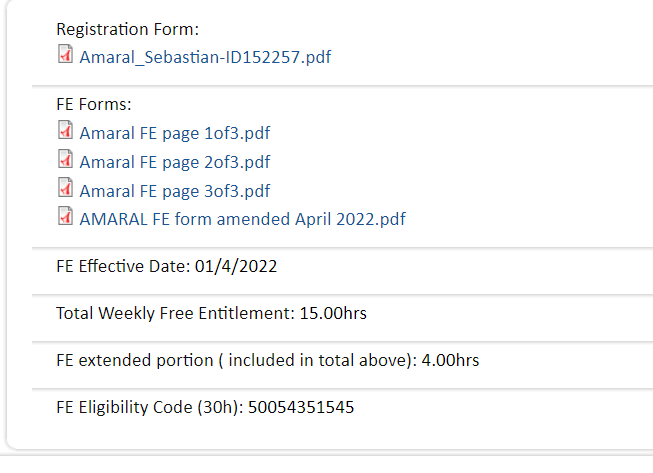 Registration Form:
Amaral_Sebastian-ID152257.pdf
FE Forms:
Amaral FE page 1of3.pdf
Amaral FE page 2of3.pdf
Amaral FE page 3of3.pdf
AMARAL FE form amended April 2022.pdf
FE Effective Date: 01/4/2022
Total Weekly Free Entitlement: 15.00hrs
FE extended portion ( included in total above): 4.00hrs
FE Eligibility Code (30h): 50054351545